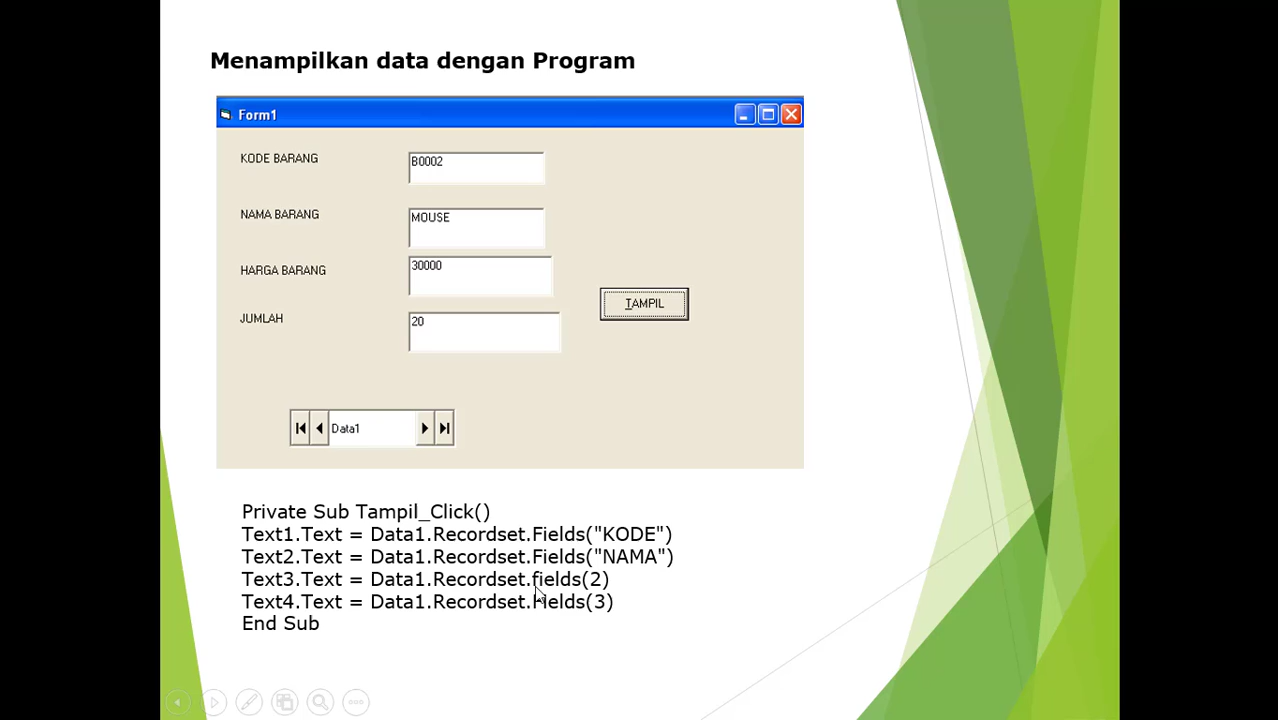 Menampilkan data dengan Program
Form1
KODE BARANG
B0002
NAMA BARANG
MOUSE
HARGA BARANG
30000
TAMPIL
JUMLAH
20
Data1
Private Sub Tampil_Click()
Text1.Text = Data1.Recordset.Fields("KODE")
Text2.Text = Data1.Recordset.Fields("NAMA")
Text3.Text = Data1.Recordset.fields(2)
Text4.Text = Data1.Recordset.Fields(3)
End Sub